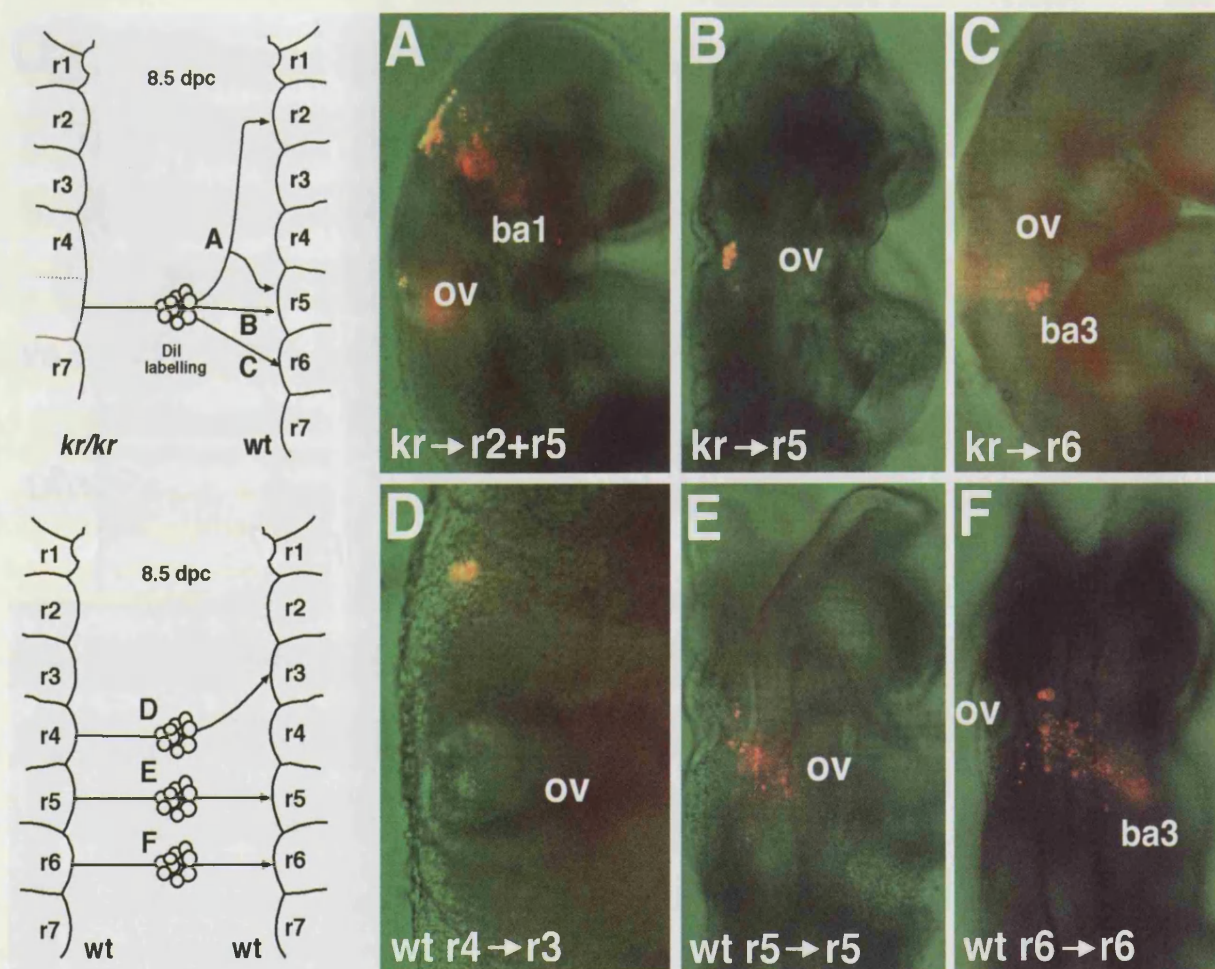 r1
8.5 dpc
r1
r2
r2
r3
r3
r4
A
r4
r5
B
DiI
labelling
C
r6
r7
r7
kr/kr
wt
r1
8.5 dpc
r1
r2
r2
r3
r3
D
r4
r4
E
r5
r5
F
r6
r6
r7
wt
wt
r7
A
ba1
ov
kr→r2+r5
B
ov
kr→r5
C
ov
ba3
kr→r6
D
ov
wt r4→r3
E
ov
wt r5→r5
F
ov
ba3
wt r6→r6